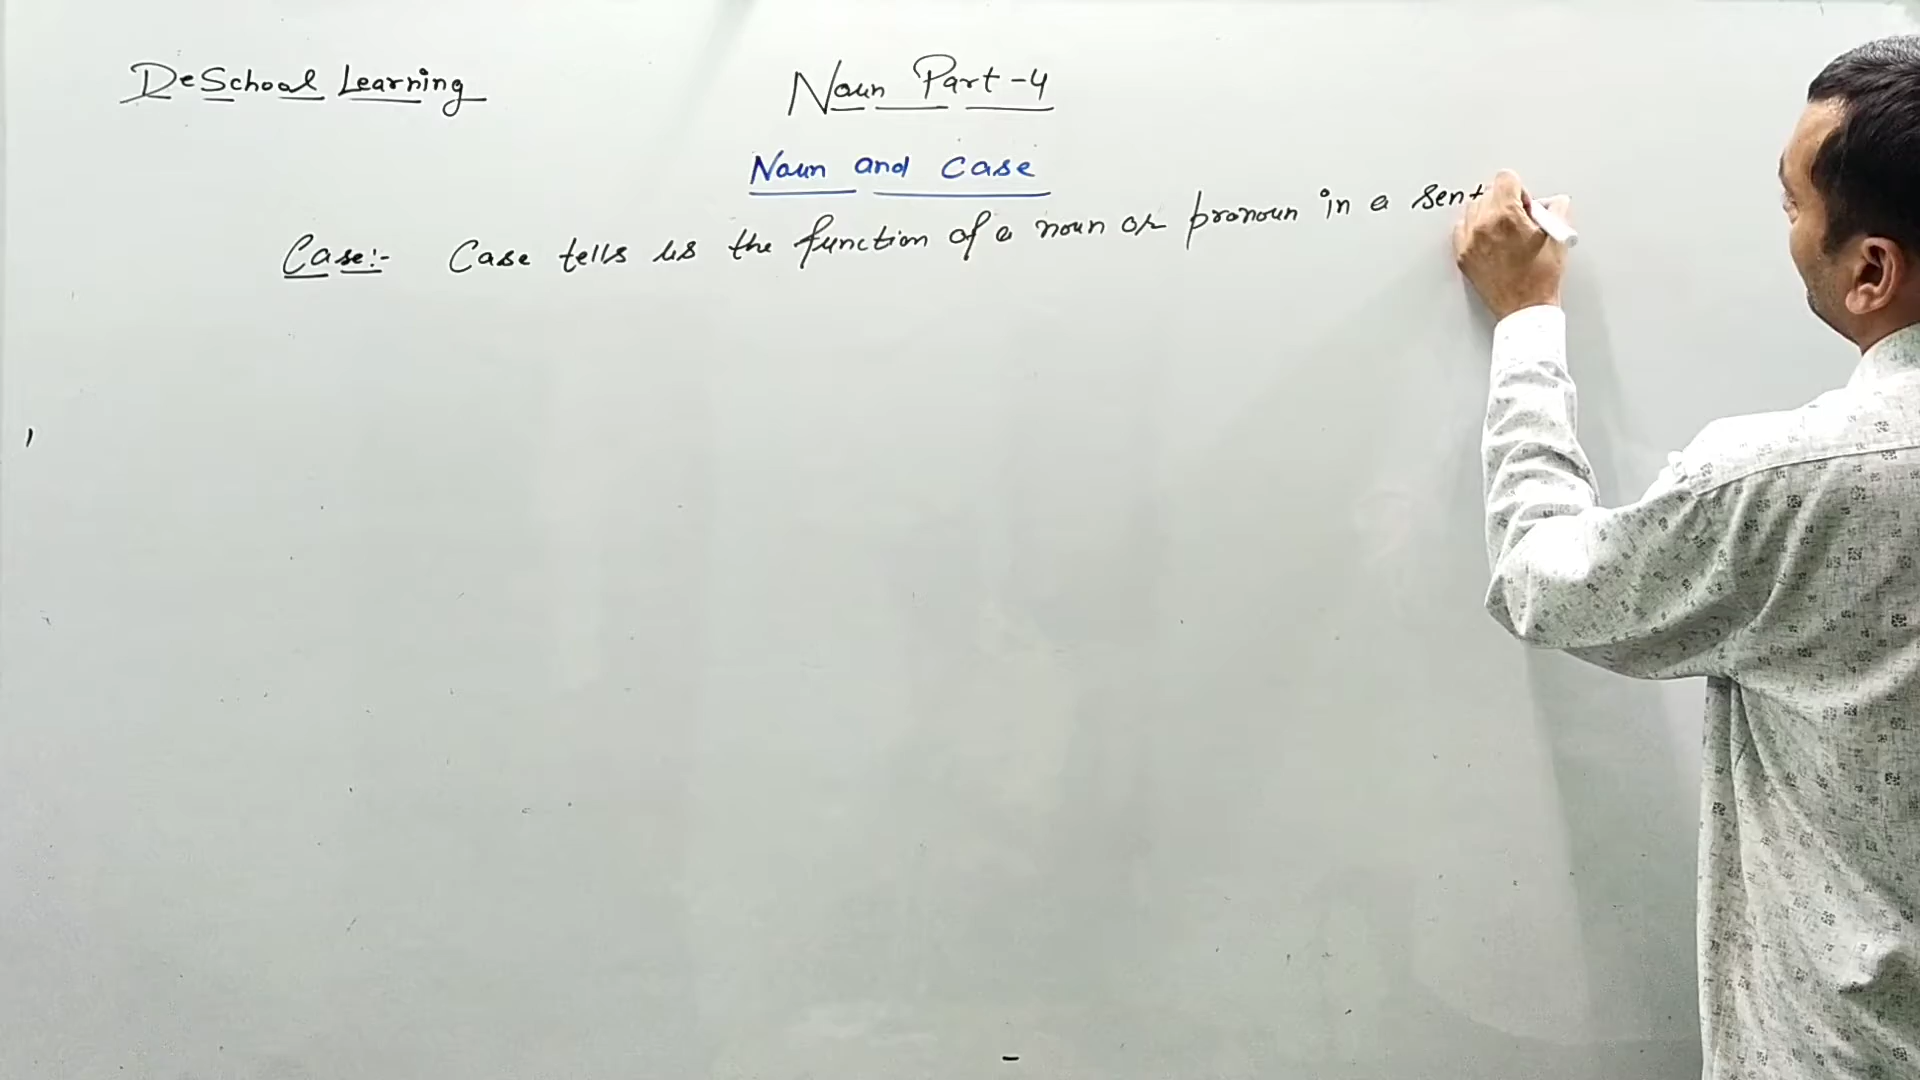 DeSchool Learning
Noun Part-4
Noun and Case
Case:- Case tells us the function of a noun or pronoun in a sent